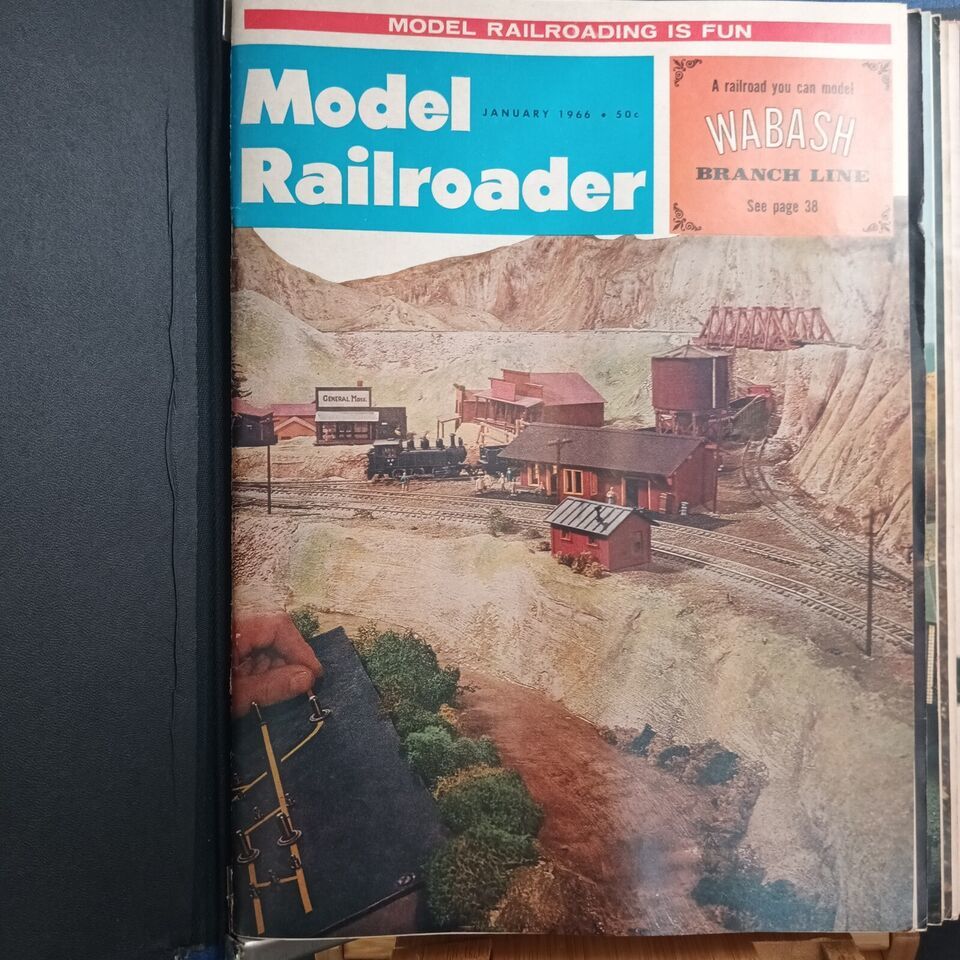 MODEL RAILROADING IS FUN
Model
JANUARY 1966 • 50c
Railroader
A railroad you can model
WABASH
BRANCH LINE
See page 38
GENERAL MDSE.